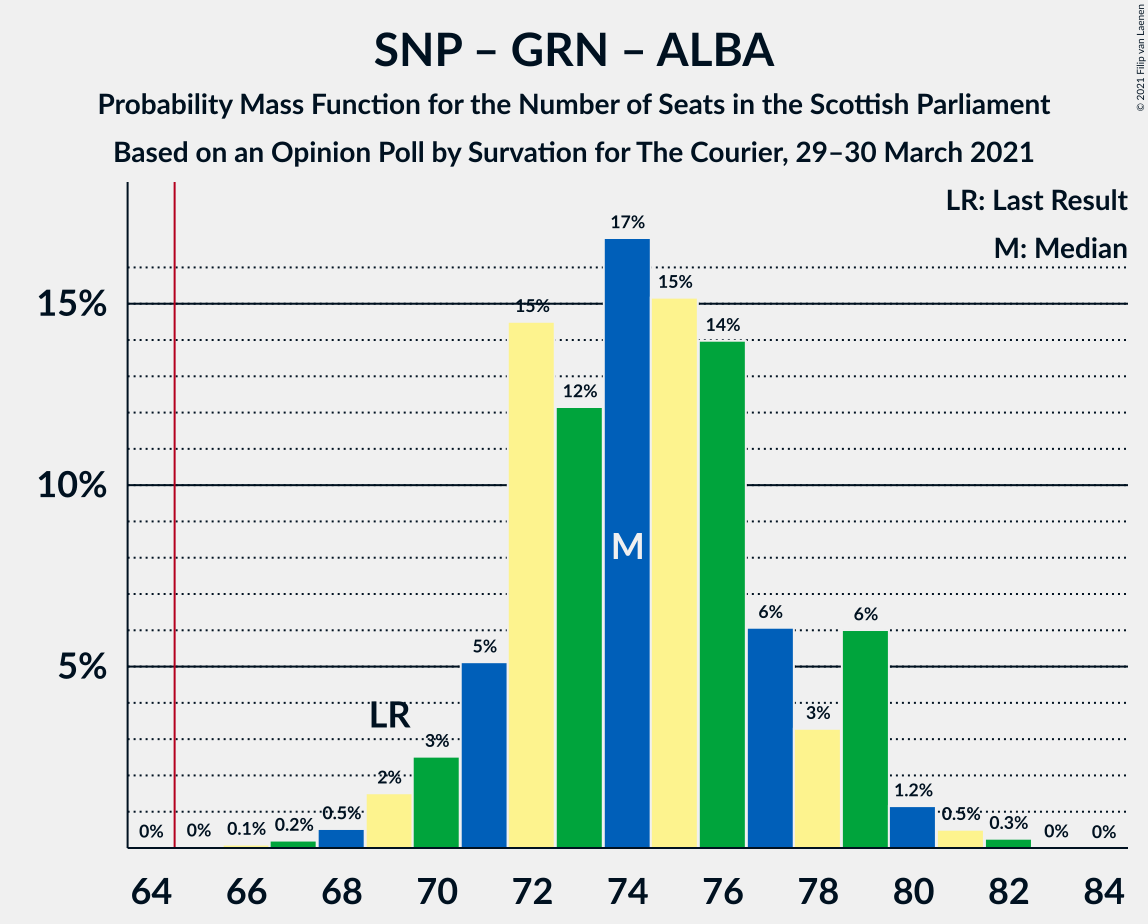 SNP – GRN – ALBA
Probability Mass Function for the Number of Seats in the Scottish Parliament
Based on an Opinion Poll by Survation for The Courier, 29–30 March 2021
© 2021 Filip van Laenen
LR: Last Result
M: Median
15%
10%
5%
0%
0%
0.1%
0.2%
0.5%
2%
LR
3%
5%
15%
12%
17%
M
15%
14%
6%
3%
6%
1.2%
0.5%
0.3%
0%
0%
64 66 68 70 72 74 76 78 80 82 84